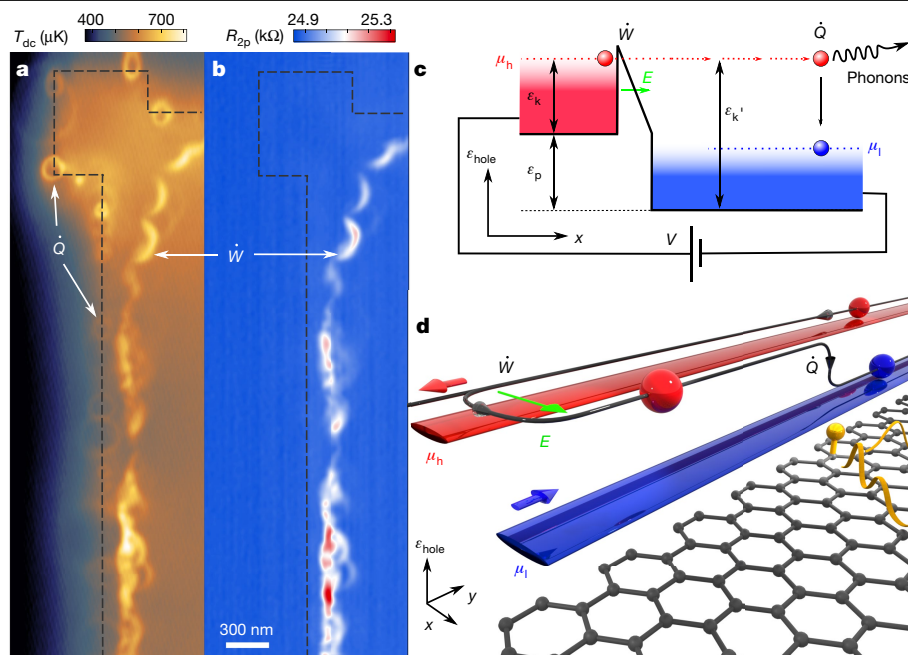 400 700
T_dc (μK)
24.9 25.3
R_2p (kΩ)
a
b
Q̇
Ẇ
300 nm
c
Ẇ
Q̇
μ_h
E
Phonons
ε_k
ε_k'
ε_hole
ε_p
μ_l
x
V
d
Ẇ
Q̇
E
μ_h
μ_l
ε_hole
y
x